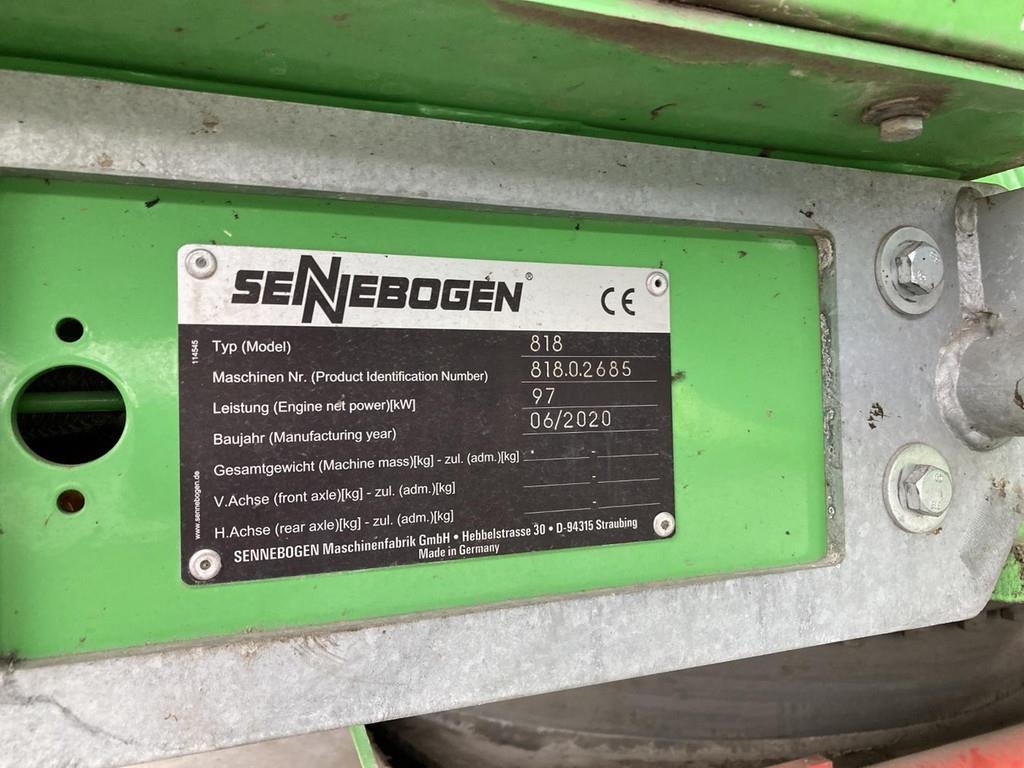 SENNEBOGEN®
CE
114545
Typ (Model) 818
Maschinen Nr. (Product Identification Number) 818.0.2685
Leistung (Engine net power)[kW] 97
Baujahr (Manufacturing year) 06/2020
Gesamtgewicht (Machine mass)[kg] - zul. (adm.)[kg] - -
V.Achse (front axle)[kg] - zul. (adm.)[kg] -
H.Achse (rear axle)[kg] - zul. (adm.)[kg] -
www.sennebogen.de
SENNEBOGEN Maschinenfabrik GmbH • Hebbelstrasse 30 • D-94315 Straubing
Made in Germany